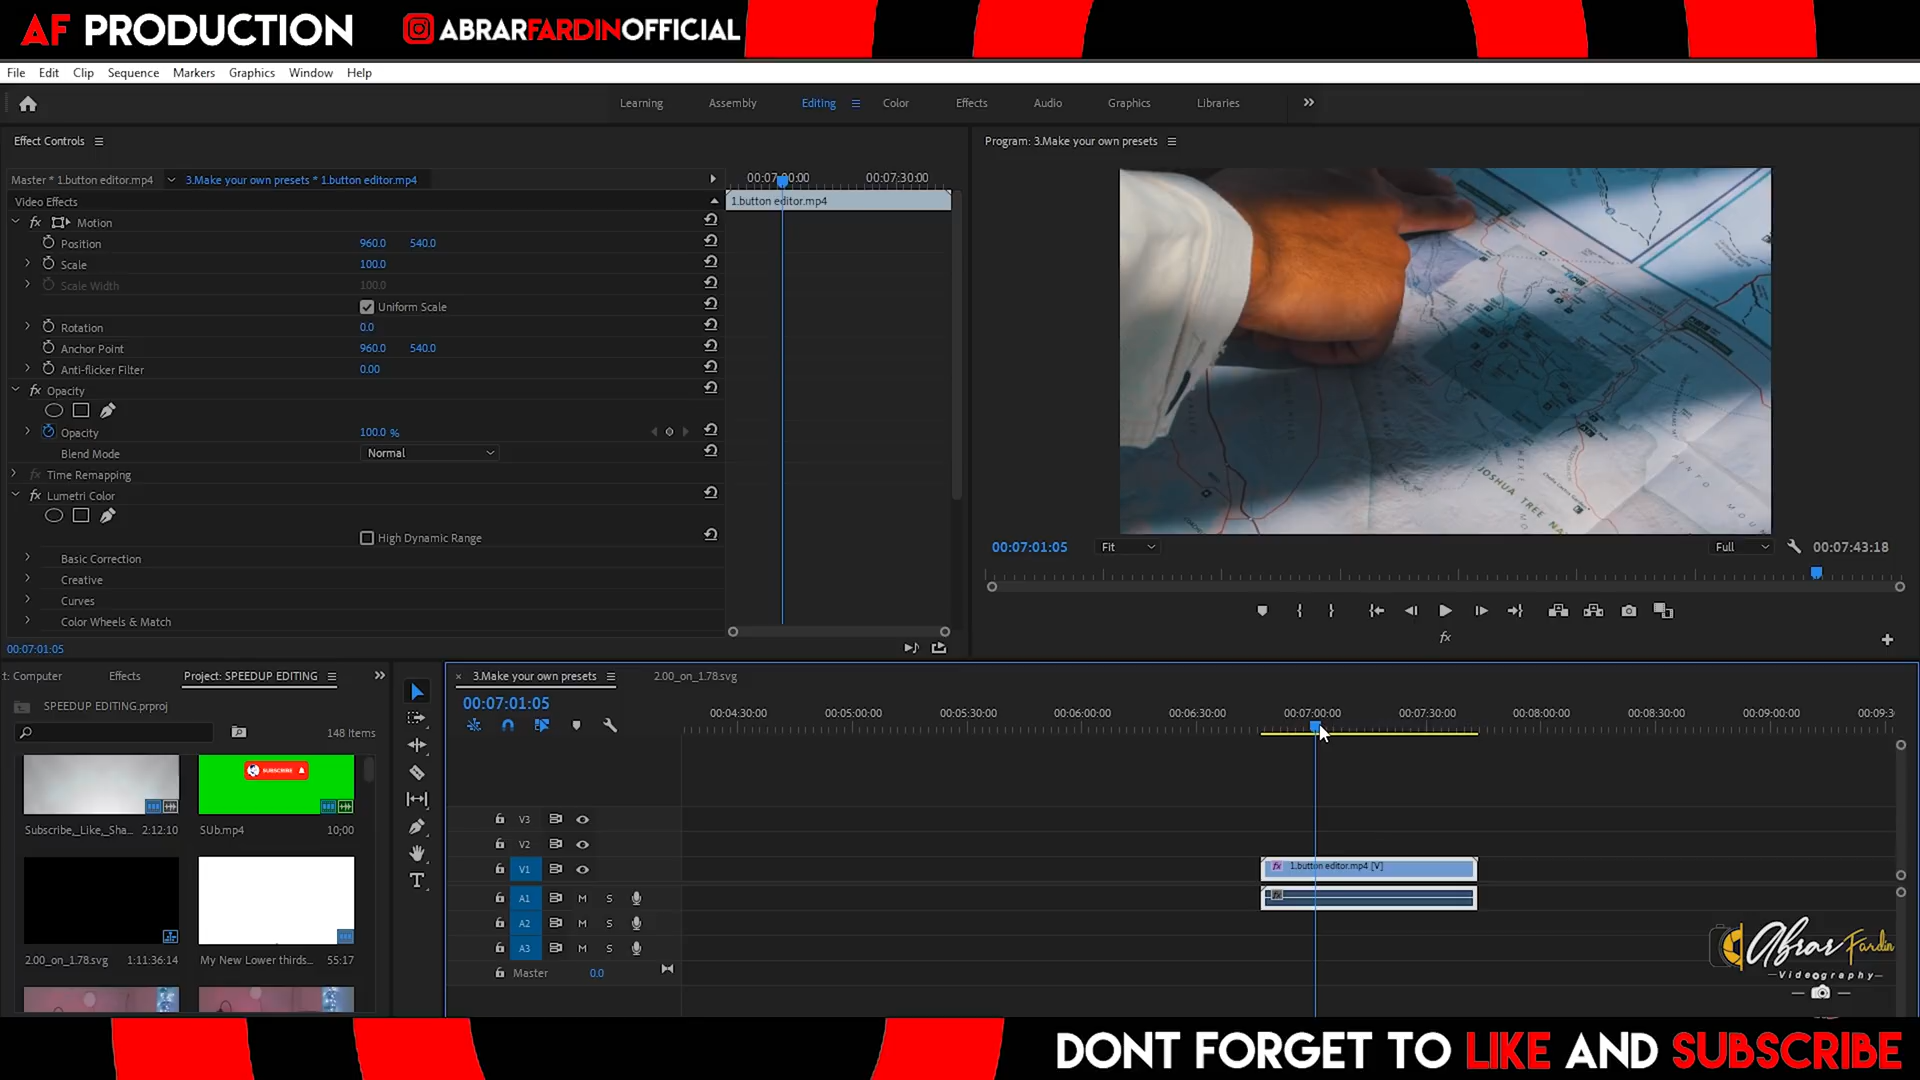 AF PRODUCTION
ABRARFARDINOFFICIAL
File Edit Clip Sequence Markers Graphics Window Help
Learning Assembly Editing Color Effects Audio Graphics Libraries
Effect Controls
Program: 3.Make your own presets
Master * 1.button editor.mp4 3.Make your own presets * 1.button editor.mp4
00:07:00:00 00:07:30:00
Video Effects
1.button editor.mp4
fx Motion
Position 960.0 540.0
Scale 100.0
Scale Width 100.0
Uniform Scale
Rotation 0.0
Anchor Point 960.0 540.0
Anti-flicker Filter 0.00
fx Opacity
Opacity 100.0 %
Blend Mode Normal
fx Time Remapping
fx Lumetri Color
High Dynamic Range
Basic Correction
Creative
Curves
Color Wheels & Match
00:07:01:05
JOSHUA TREE NA
00:07:01:05 Fit Full 00:07:43:18
fx
t: Computer Effects Project: SPEEDUP EDITING
SPEEDUP EDITING.prproj
148 Items
SUBSCRIBE
Subscribe,_Like,_Sha... 2:12:10
SUb.mp4 10;00
2.00_on_1.78.svg 1:11:36:14
My New Lower thirds... 55:17
3.Make your own presets 2.00_on_1.78.svg
00:07:01:05
00:04:30:00 00:05:00:00 00:05:30:00 00:06:00:00 00:06:30:00 00:07:00:00 00:07:30:00 00:08:00:00 00:08:30:00 00:09:00:00 00:09:3
V3
V2
V1
fx 1.button editor.mp4 [V]
A1 M S
fx
A2 M S
A3 M S
Master 0.0
Abrar Fardin
Videography
DONT FORGET TO LIKE AND SUBSCRIBE